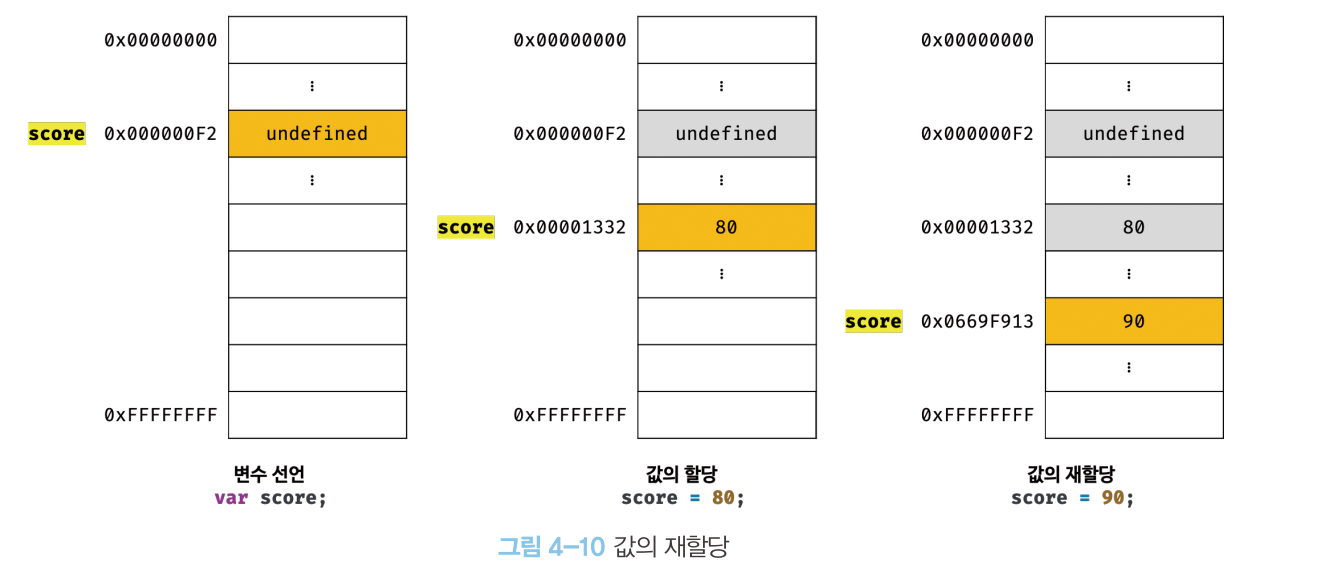 0x00000000
⋮
score 0x000000F2 undefined
⋮
0xFFFFFFFF
변수 선언
var score;
0x00000000
⋮
0x000000F2 undefined
⋮
score 0x00001332 80
⋮
0xFFFFFFFF
값의 할당
score = 80;
0x00000000
⋮
0x000000F2 undefined
⋮
0x00001332 80
⋮
score 0x0669F913 90
⋮
0xFFFFFFFF
값의 재할당
score = 90;
그림 4-10 값의 재할당